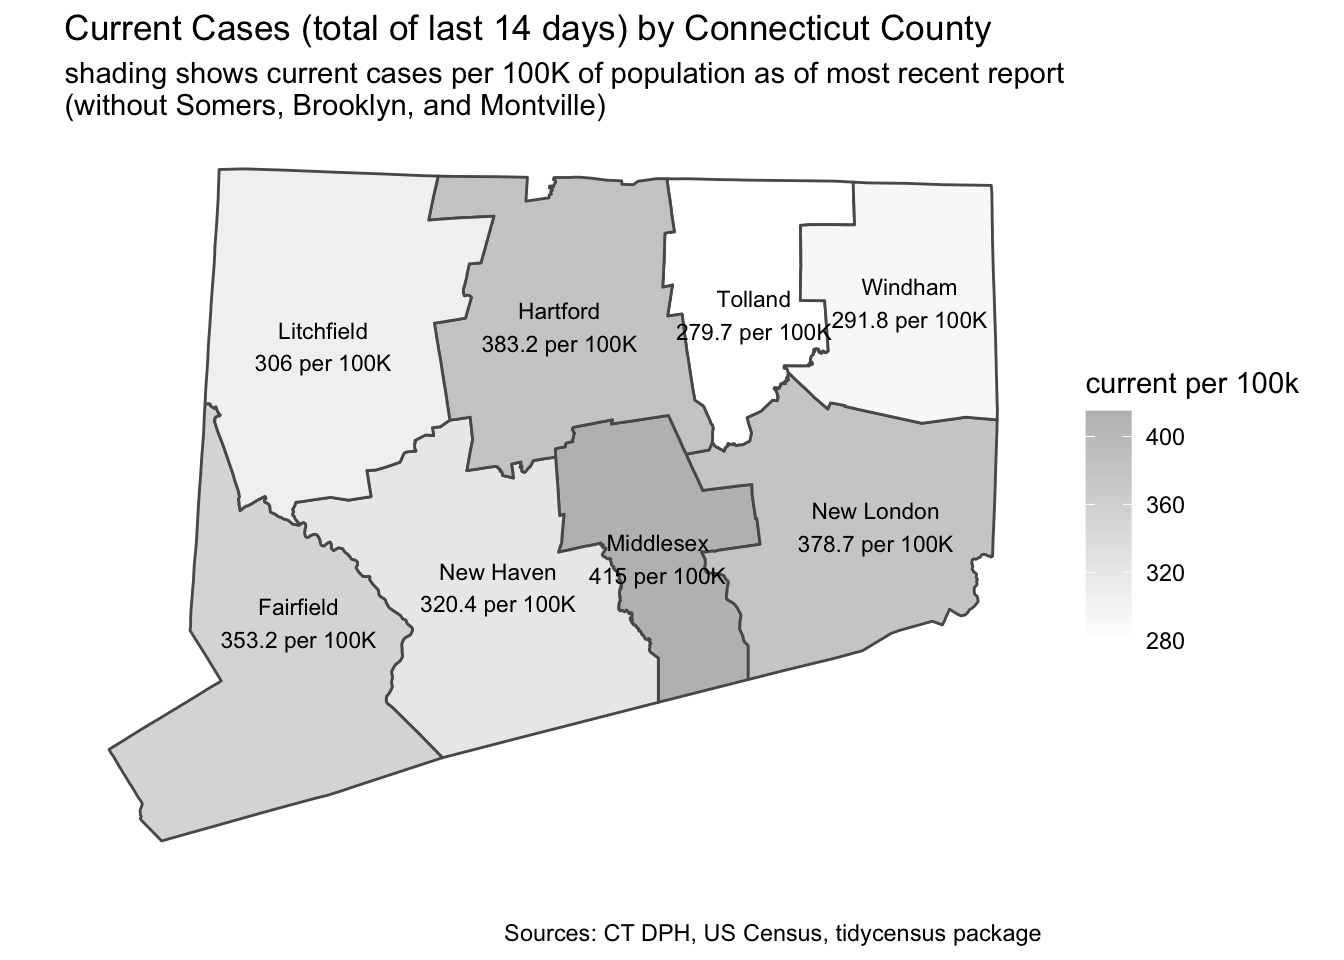 Current Cases (total of last 14 days) by Connecticut County
shading shows current cases per 100K of population as of most recent report
(without Somers, Brooklyn, and Montville)
Litchfield
306 per 100K
Hartford
383.2 per 100K
Tolland
279.7 per 100K
Windham
291.8 per 100K
Middlesex
415 per 100K
New London
378.7 per 100K
New Haven
320.4 per 100K
Fairfield
353.2 per 100K
current per 100k
400
360
320
280
Sources: CT DPH, US Census, tidycensus package